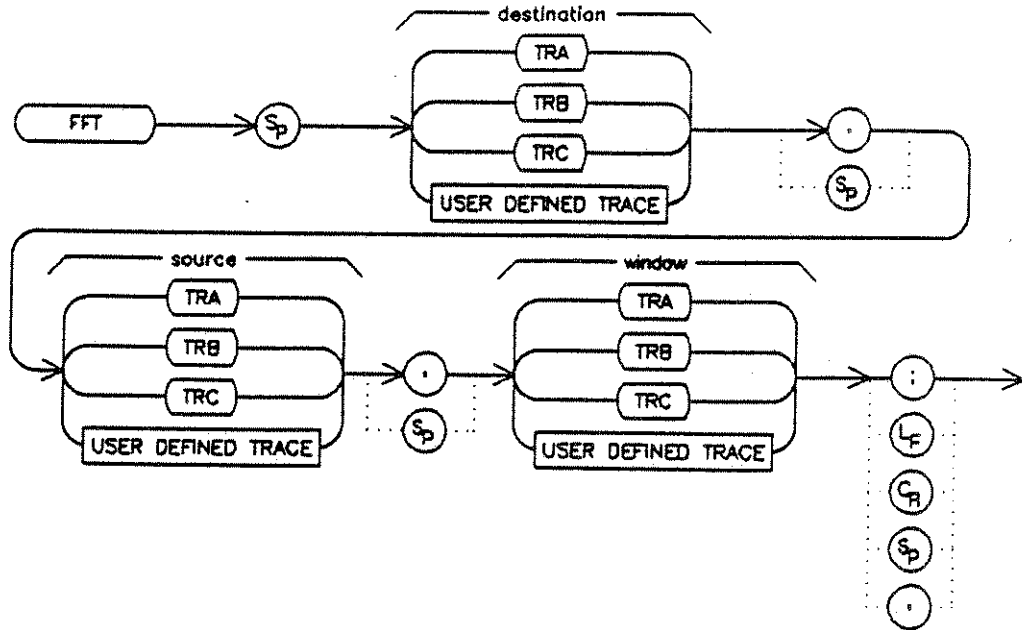 destination
TRA
FFT
SP
TRB
,
TRC
SP
USER DEFINED TRACE
source
window
TRA
TRA
TRB
TRB
,
;
TRC
TRC
SP
LF
USER DEFINED TRACE
USER DEFINED TRACE
CR
SP
,